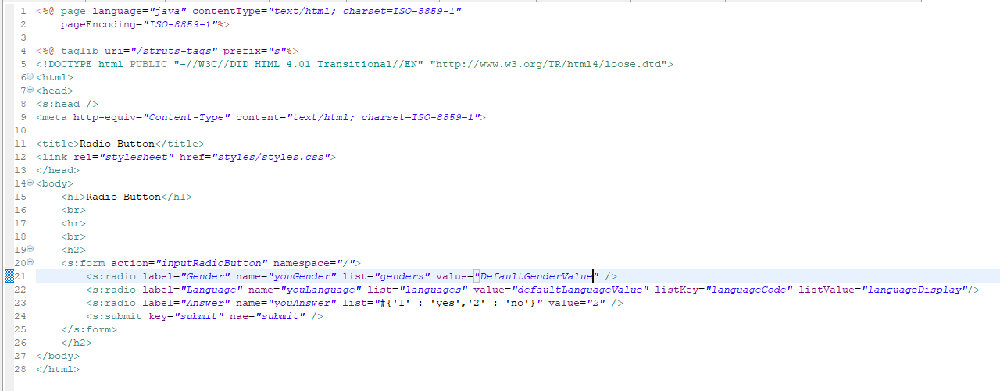 1 <%@ page language="java" contentType="text/html; charset=ISO-8859-1"
2     pageEncoding="ISO-8859-1"%>
3
4 <%@ taglib uri="/struts-tags" prefix="s"%>
5 <!DOCTYPE html PUBLIC "-//W3C//DTD HTML 4.01 Transitional//EN" "http://www.w3.org/TR/html4/loose.dtd">
6 <html>
7 <head>
8 <s:head />
9 <meta http-equiv="Content-Type" content="text/html; charset=ISO-8859-1">
10
11 <title>Radio Button</title>
12 <link rel="stylesheet" href="styles/styles.css">
13 </head>
14 <body>
15     <h1>Radio Button</h1>
16     <br>
17     <hr>
18     <br>
19     <h2>
20     <s:form action="inputRadioButton" namespace="/">
21         <s:radio label="Gender" name="youGender" list="genders" value="DefaultGenderValue" />
22         <s:radio label="Language" name="youLanguage" list="languages" value="defaultLanguageValue" listKey="languageCode" listValue="languageDisplay"/>
23         <s:radio label="Answer" name="youAnswer" list="#{'1' : 'yes','2' : 'no'}" value="2" />
24         <s:submit key="submit" nae="submit" />
25     </s:form>
26     </h2>
27 </body>
28 </html>